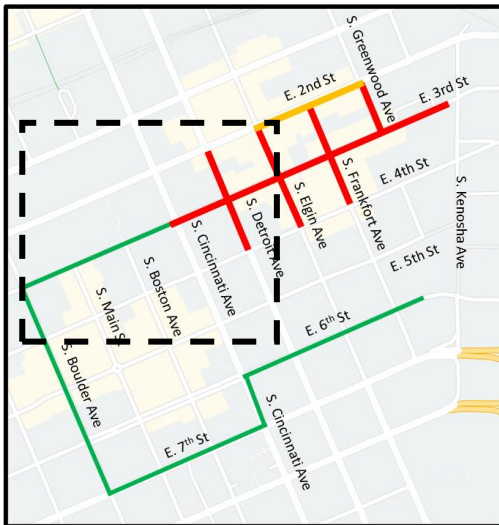 S. Greenwood Ave
E. 2nd St
E. 3rd St
E. 4th St
S. Kenosha Ave
S. Frankfort Ave
S. Elgin Ave
S. Detroit Ave
E. 5th St
S. Cincinnati Ave
S. Boston Ave
S. Main St
E. 6th St
S. Boulder Ave
S. Cincinnati Ave
E. 7th St